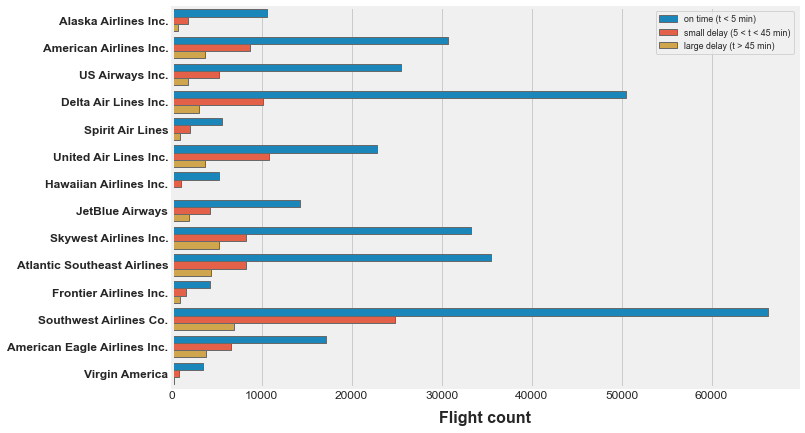 Alaska Airlines Inc.
American Airlines Inc.
US Airways Inc.
Delta Air Lines Inc.
Spirit Air Lines
United Air Lines Inc.
Hawaiian Airlines Inc.
JetBlue Airways
Skywest Airlines Inc.
Atlantic Southeast Airlines
Frontier Airlines Inc.
Southwest Airlines Co.
American Eagle Airlines Inc.
Virgin America
on time (t < 5 min)
small delay (5 < t < 45 min)
large delay (t > 45 min)
0 10000 20000 30000 40000 50000 60000
Flight count